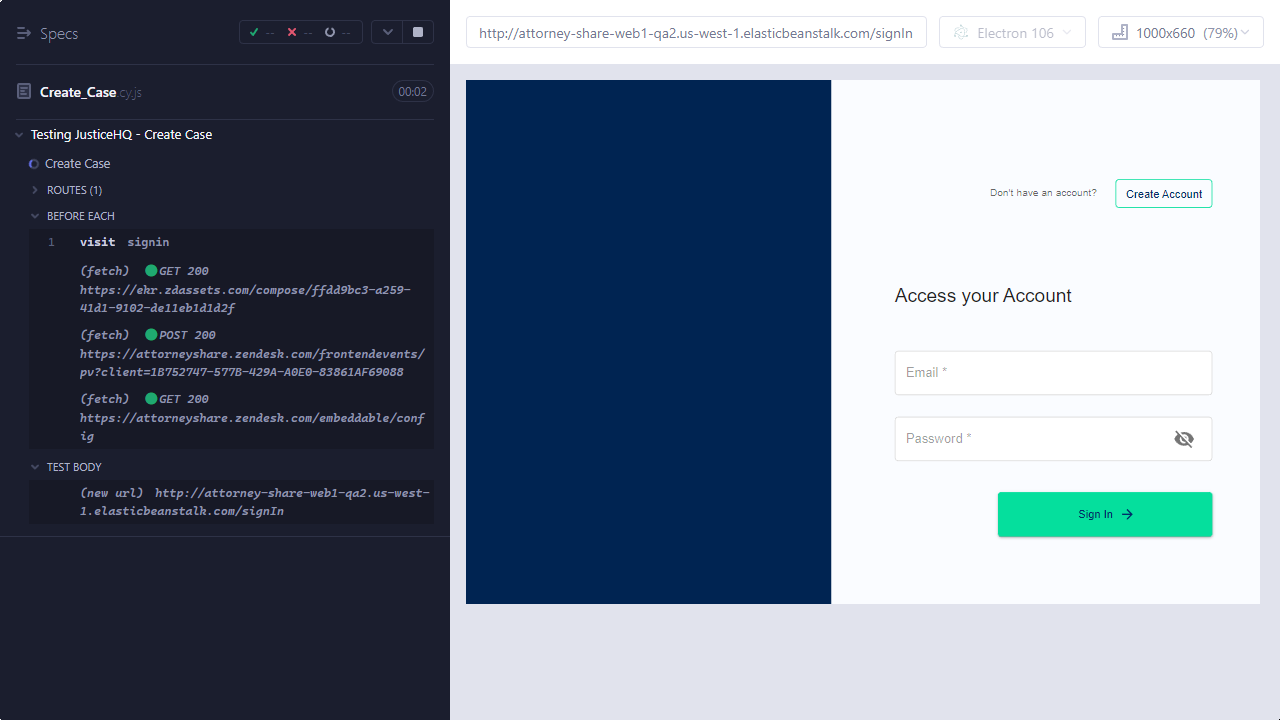 Specs
-- -- --
Create_Case.cy.js
00:02
Testing JusticeHQ - Create Case
Create Case
ROUTES (1)
BEFORE EACH
1 visit signin
(fetch) GET 200
https://ekr.zdassets.com/compose/ffdd9bc3-a259-
41d1-9102-de11eb1d1d2f
(fetch) POST 200
https://attorneyshare.zendesk.com/frontendevents/
pv?client=1B752747-577B-429A-A0E0-83861AF69088
(fetch) GET 200
https://attorneyshare.zendesk.com/embeddable/conf
ig
TEST BODY
(new url) http://attorney-share-web1-qa2.us-west-
1.elasticbeanstalk.com/signIn
http://attorney-share-web1-qa2.us-west-1.elasticbeanstalk.com/signIn
Electron 106
1000x660 (79%)
Don't have an account?
Create Account
Access your Account
Email *
Password *
Sign In